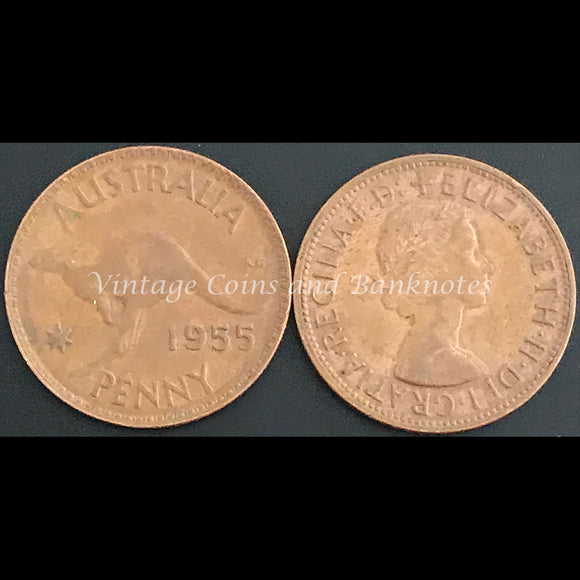 AUSTRALIA
1955
PENNY
+ELIZABETH·II·DEI·GRATIA·REGINA·F:D:
Vintage Coins and Banknotes